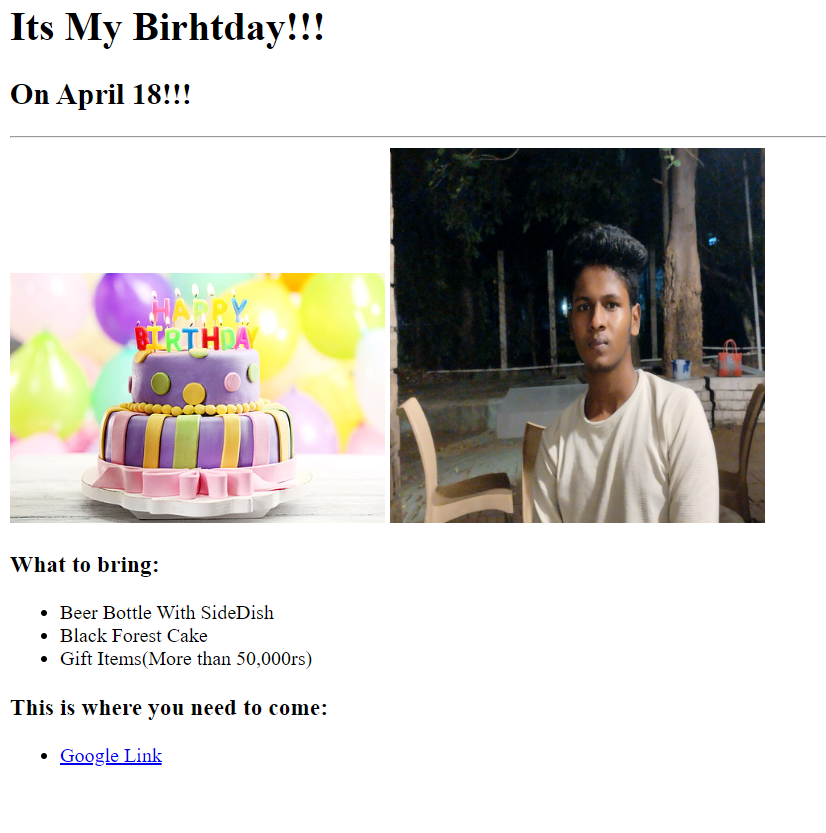 Its My Birhtday!!!
On April 18!!!
HAPPY
BIRTHDAY
What to bring:
Beer Bottle With SideDish
Black Forest Cake
Gift Items(More than 50,000rs)
This is where you need to come:
Google Link